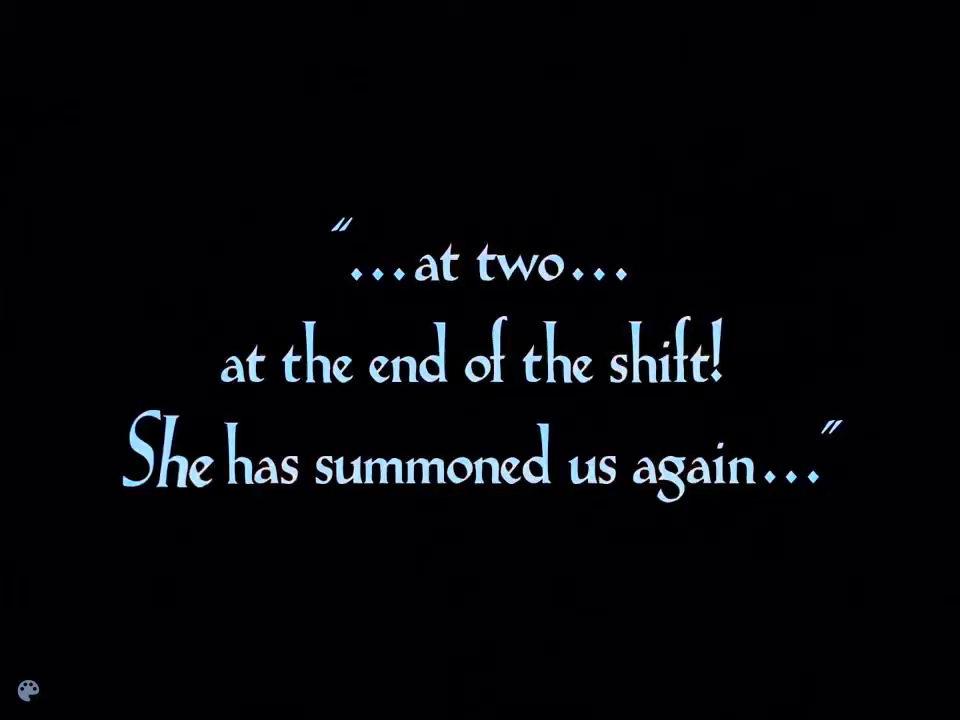 "...at two...
at the end of the shift!
She has summoned us again..."